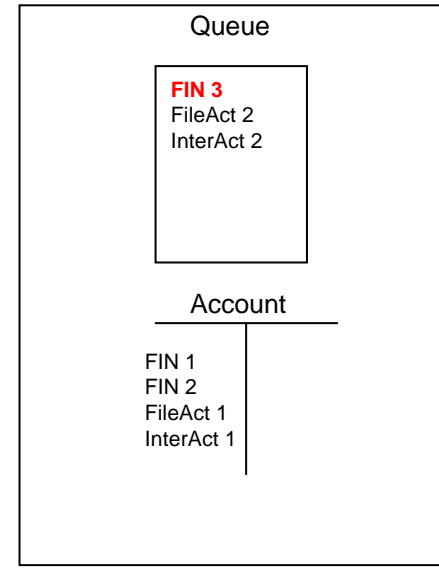 Queue
FIN 3
FileAct 2
InterAct 2
Account
FIN 1
FIN 2
FileAct 1
InterAct 1